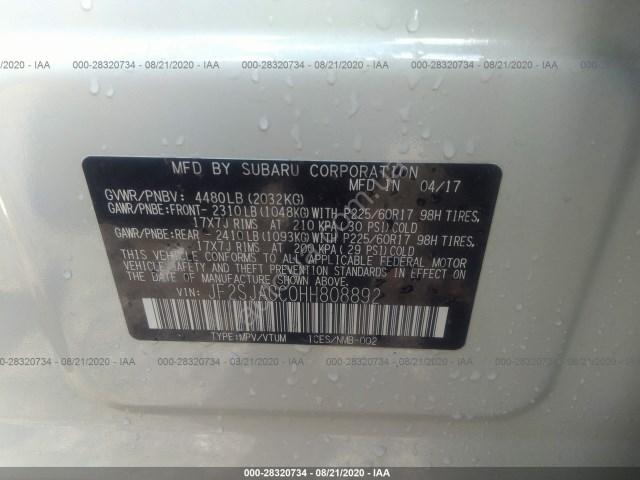 000-28320734 - 08/21/2020 - IAA
MFD BY SUBARU CORPORATION
MFD IN 04/17
GVWR/PNBV: 4480LB (2032KG)
GAWR/PNBE:FRONT- 2310LB(1048KG)WITH P225/60R17 98H TIRES,
17X7J RIMS AT 210 KPA(30 PSI)COLD
GAWR/PNBE:REAR - 2410LB(1093KG)WITH P225/60R17 98H TIRES,
17X7J RIMS AT 200 KPA(29 PSI)COLD
THIS VEHICLE CONFORMS TO ALL APPLICABLE FEDERAL MOTOR
VEHICLE SAFETY AND THEFT PREVENTION STANDARDS IN
EFFECT ON THE DATE OF MANUFACTURE SHOWN ABOVE.
VIN:
TYPE:MPV/VTUM 1CES/NMB-002
000-28320734 - 08/21/2020 - IAA